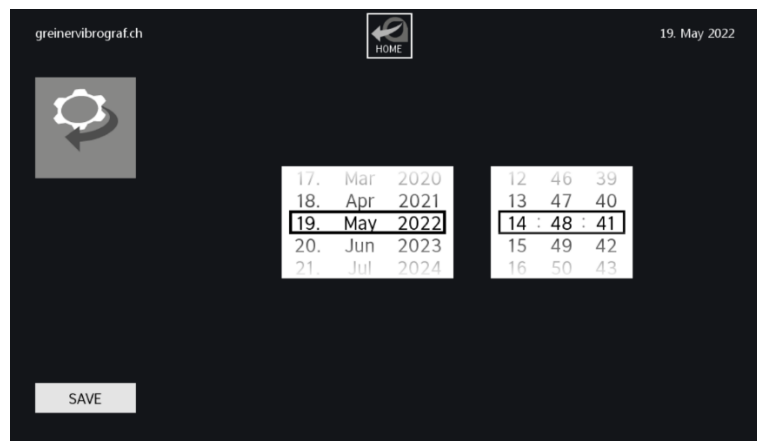 greinervibrograf.ch
HOME
19. May 2022
17. Mar 2020
18. Apr 2021
19. May 2022
20. Jun 2023
21. Jul 2024
12 46 39
13 47 40
14 : 48 : 41
15 49 42
16 50 43
SAVE